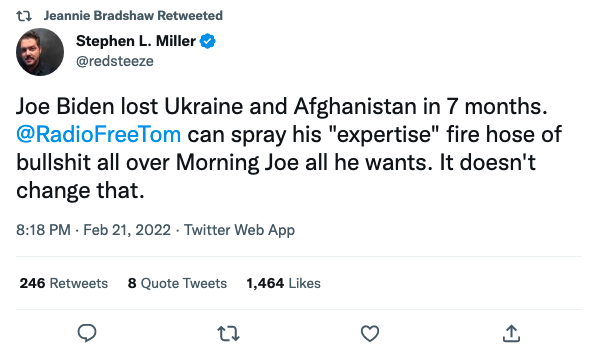 Jeannie Bradshaw Retweeted
Stephen L. Miller
@redsteeze
Joe Biden lost Ukraine and Afghanistan in 7 months.
@RadioFreeTom can spray his "expertise" fire hose of
bullshit all over Morning Joe all he wants. It doesn't
change that.
8:18 PM · Feb 21, 2022 · Twitter Web App
246 Retweets 8 Quote Tweets 1,464 Likes